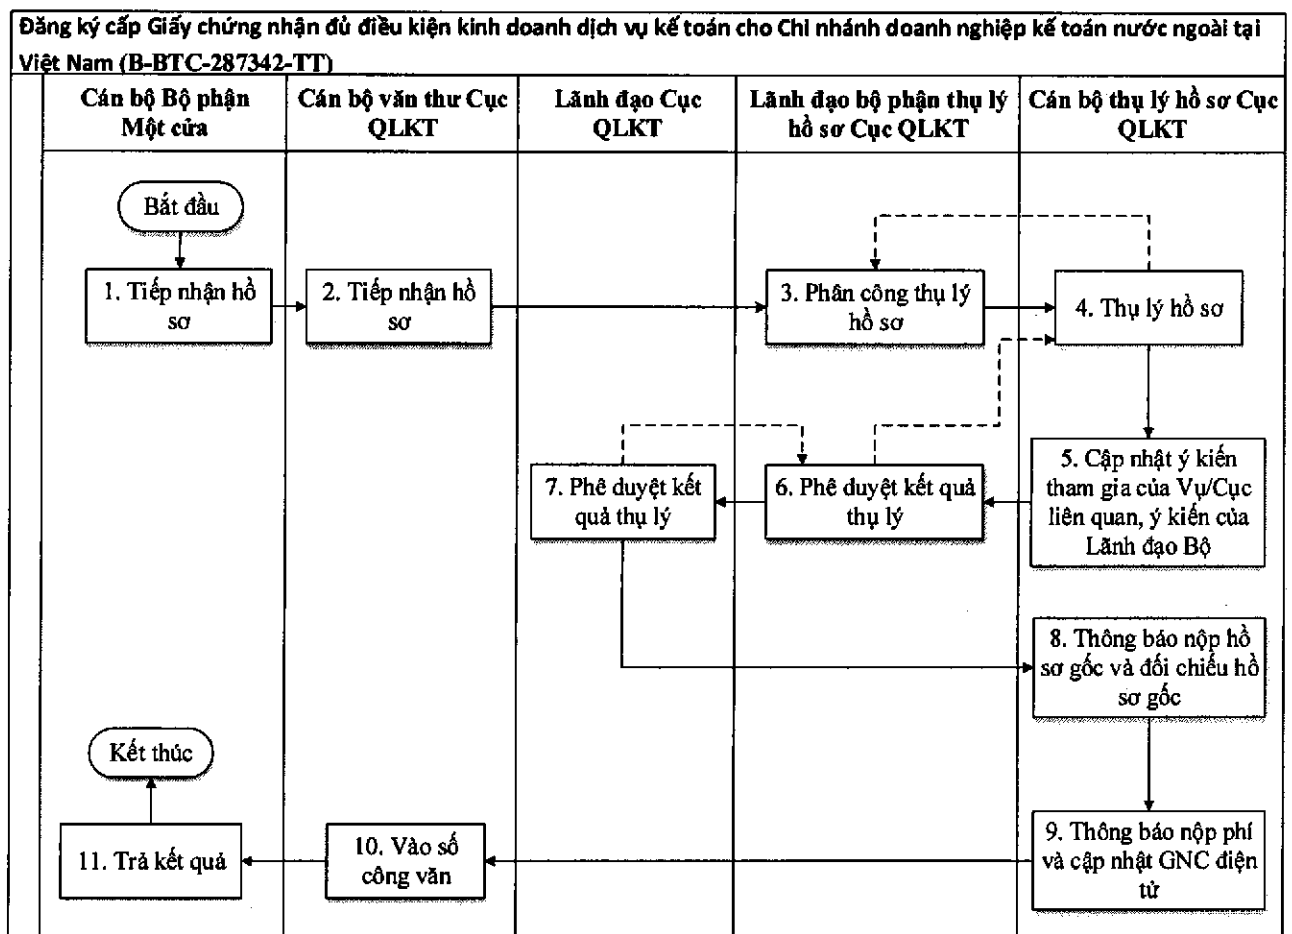 Đăng ký cấp Giấy chứng nhận đủ điều kiện kinh doanh dịch vụ kế toán cho Chi nhánh doanh nghiệp kế toán nước ngoài tại
Việt Nam (B-BTC-287342-TT)
Cán bộ Bộ phận
Một cửa
Cán bộ văn thư Cục
QLKT
Lãnh đạo Cục
QLKT
Lãnh đạo bộ phận thụ lý
hồ sơ Cục QLKT
Cán bộ thụ lý hồ sơ Cục
QLKT
Bắt đầu
1. Tiếp nhận hồ
sơ
2. Tiếp nhận hồ
sơ
3. Phân công thụ lý
hồ sơ
4. Thụ lý hồ sơ
5. Cập nhật ý kiến
tham gia của Vụ/Cục
liên quan, ý kiến của
Lãnh đạo Bộ
6. Phê duyệt kết quả
thụ lý
7. Phê duyệt kết
quả thụ lý
8. Thông báo nộp hồ
sơ gốc và đối chiếu hồ
sơ gốc
9. Thông báo nộp phí
và cập nhật GNC điện
tử
10. Vào số
công văn
11. Trả kết quả
Kết thúc